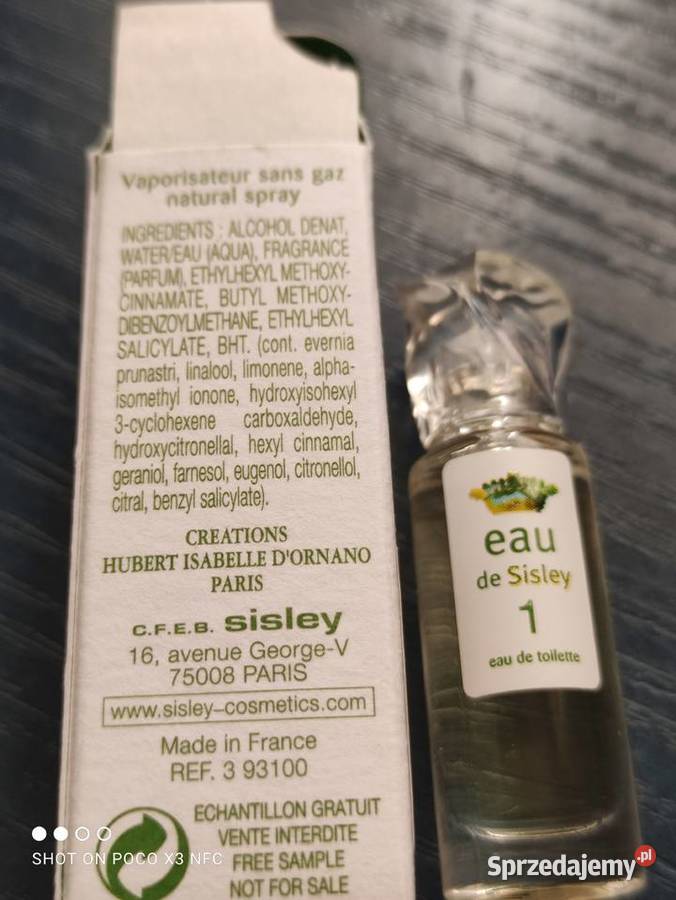 Vaporisateur sans gaz
natural spray
INGREDIENTS : ALCOHOL DENAT,
WATER/EAU (AQUA), FRAGRANCE
(PARFUM), ETHYLHEXYL METHOXY-
CINNAMATE, BUTYL METHOXY-
DIBENZOYLMETHANE, ETHYLHEXYL
SALICYLATE, BHT. (cont. evernia
prunastri, linalool, limonene, alpha-
isomethyl ionone, hydroxyisohexyl
3-cyclohexene carboxaldehyde,
hydroxycitronellal, hexyl cinnamal,
geraniol, farnesol, eugenol, citronellol,
citral, benzyl salicylate).
CREATIONS
HUBERT ISABELLE D'ORNANO
PARIS
C.F.E.B. sisley
16, avenue George-V
75008 PARIS
www.sisley-cosmetics.com
Made in France
REF. 3 93100
ECHANTILLON GRATUIT
VENTE INTERDITE
FREE SAMPLE
NOT FOR SALE
eau
de Sisley
1
eau de toilette
SHOT ON POCO X3 NFC
Sprzedajemy.pl